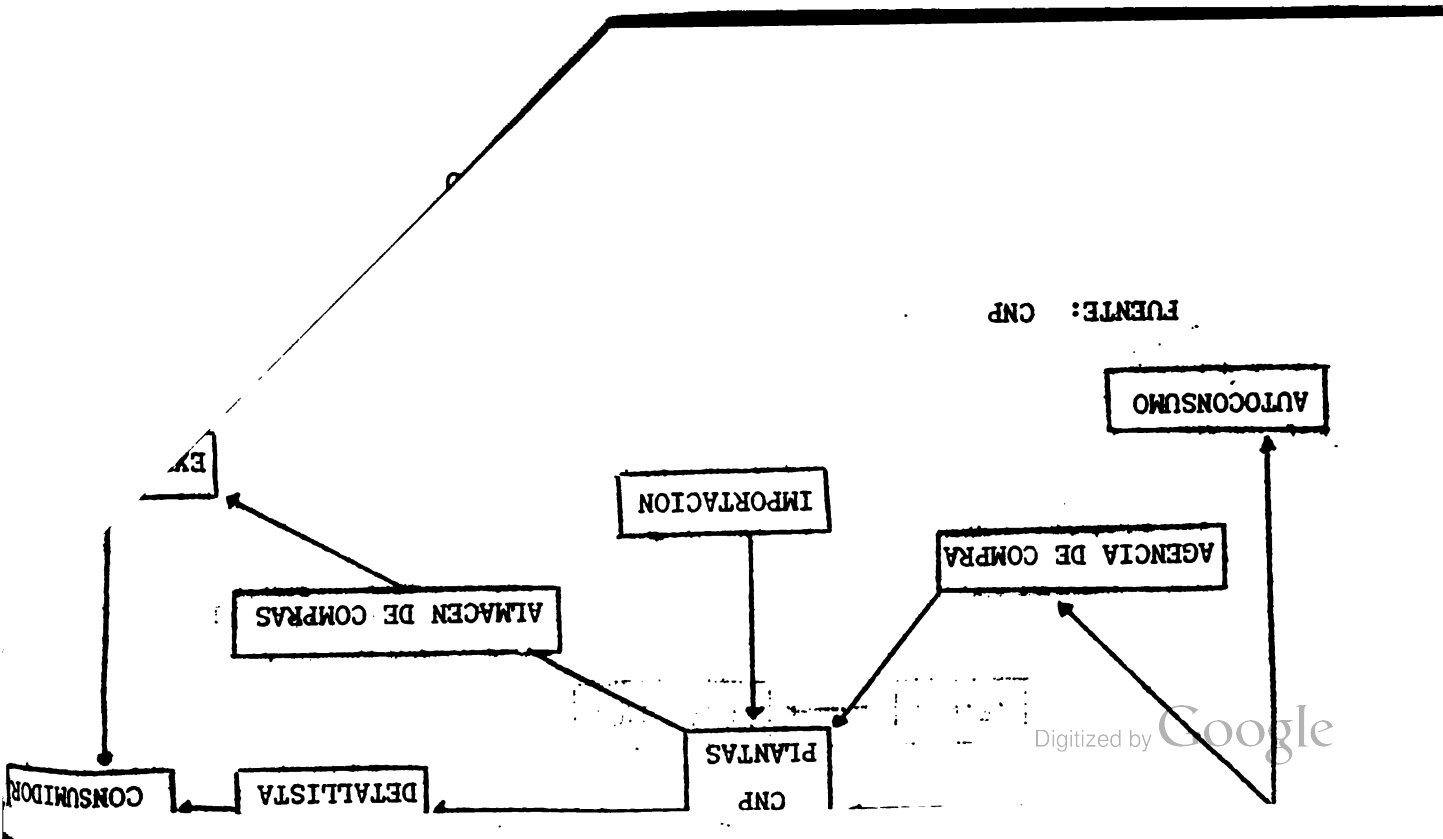 CNP
PLANTAS
DETALLISTA
CONSUMIDOR
ALMACEN DE COMPRAS
AGENCIA DE COMPRA
IMPORTACION
AUTOCONSUMO
FUENTE: CNP
Digitized by Google